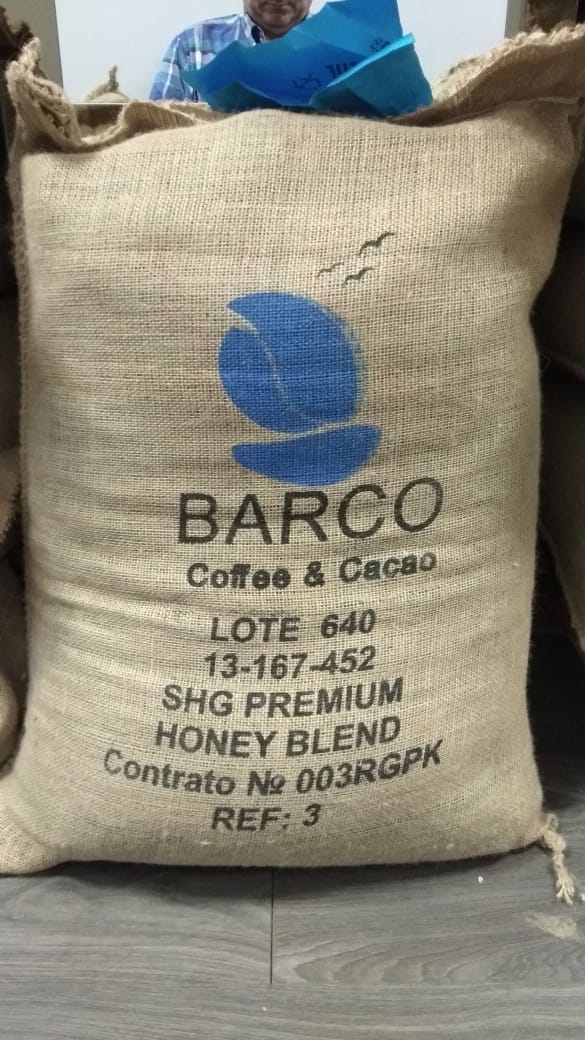 BARCO
Coffee & Cacao
LOTE 640
13-167-452
SHG PREMIUM
HONEY BLEND
Contrato № 003RGPK
REF: 3